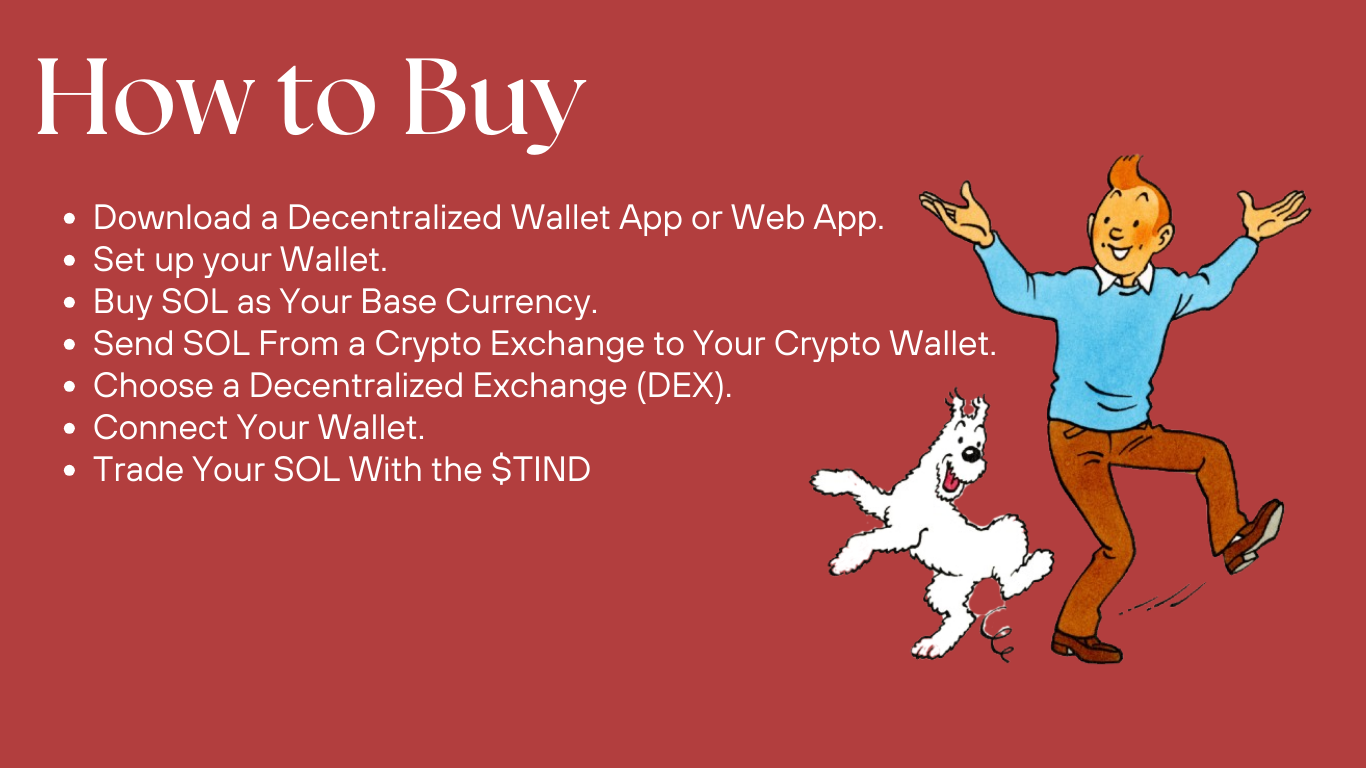 How to Buy
• Download a Decentralized Wallet App or Web App.
• Set up your Wallet.
• Buy SOL as Your Base Currency.
• Send SOL From a Crypto Exchange to Your Crypto Wallet.
• Choose a Decentralized Exchange (DEX).
• Connect Your Wallet.
• Trade Your SOL With the $TIND